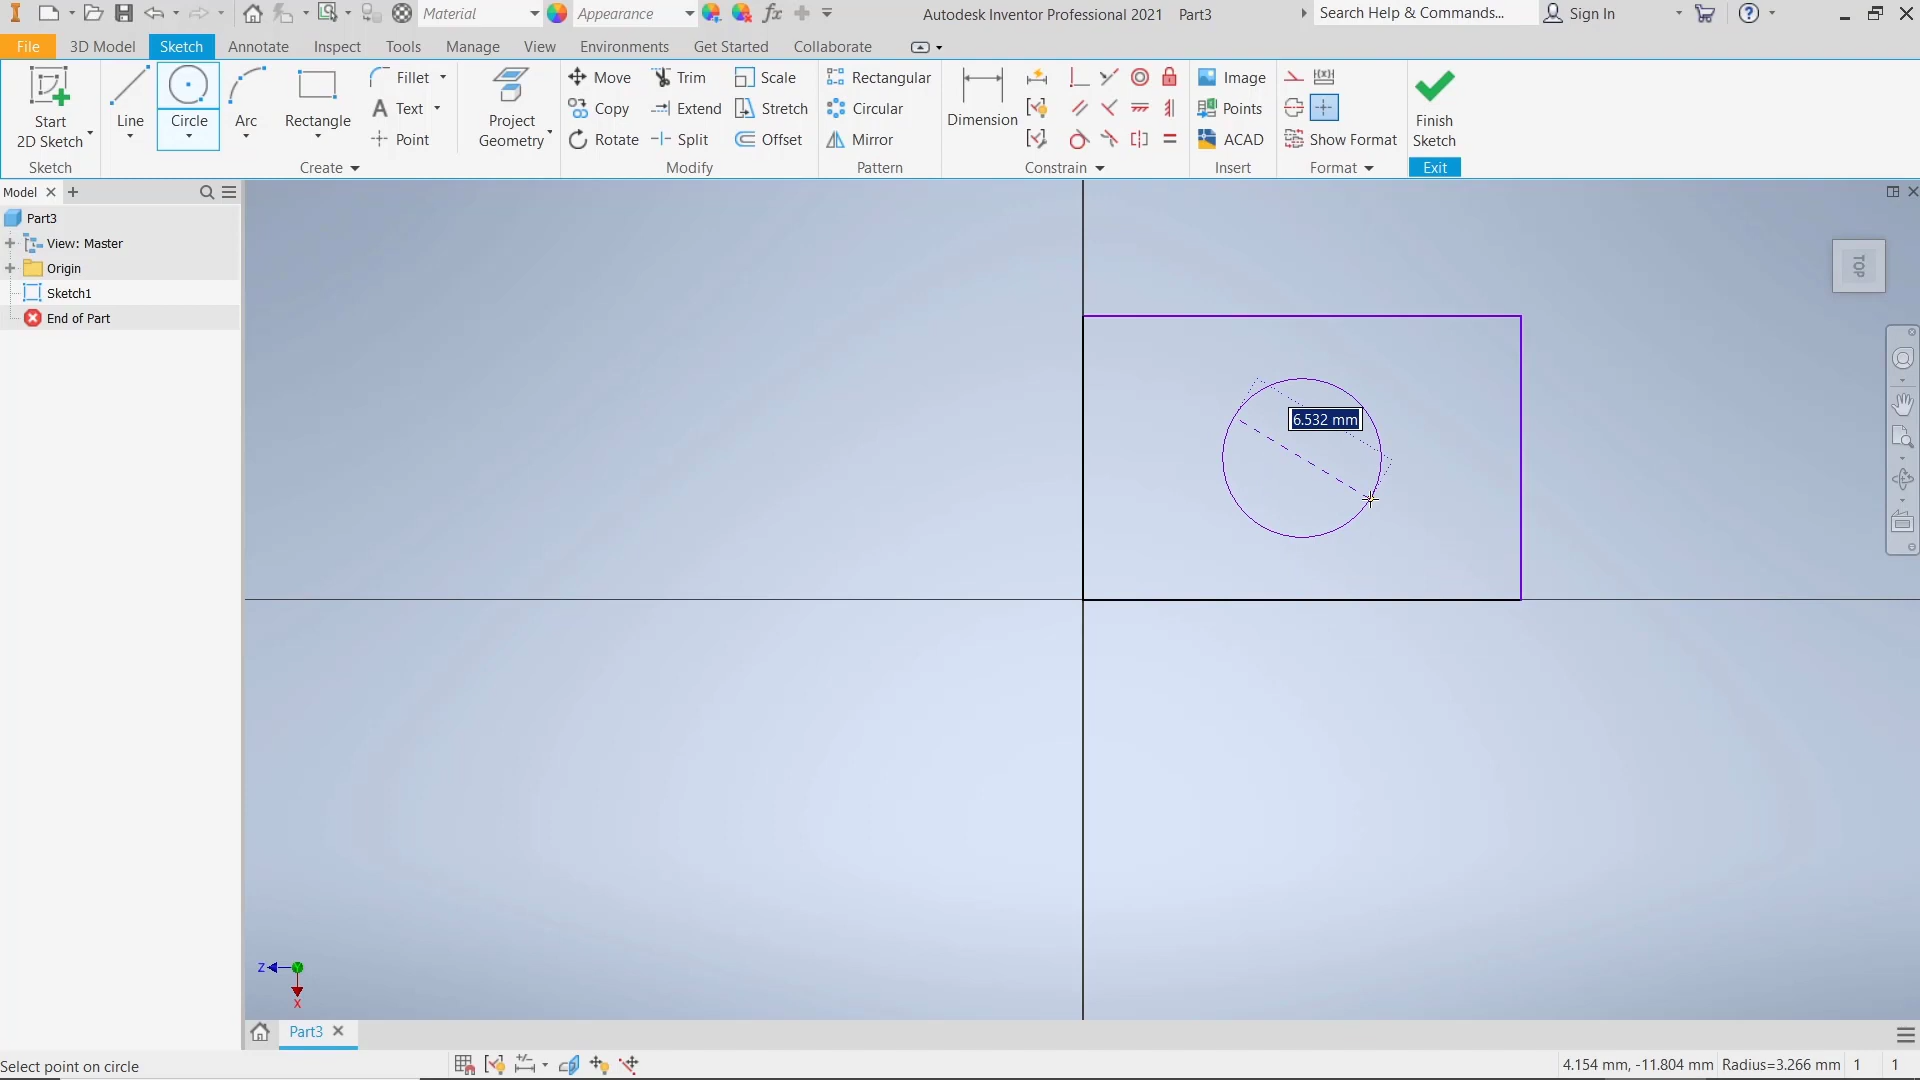 Material
Appearance
Autodesk Inventor Professional 2021 Part3
Search Help & Commands...
Sign In
File
3D Model
Sketch
Annotate
Inspect
Tools
Manage
View
Environments
Get Started
Collaborate
Start
2D Sketch
Sketch
Line
Circle
Arc
Rectangle
Fillet
Text
Point
Create
Project
Geometry
Move
Copy
Rotate
Trim
Extend
Split
Scale
Stretch
Offset
Modify
Rectangular
Circular
Mirror
Pattern
Dimension
Constrain
Image
Points
ACAD
Insert
Show Format
Format
Finish
Sketch
Exit
Model
Part3
View: Master
Origin
Sketch1
End of Part
TOP
6.532 mm
Z
X
Part3
Select point on circle
4.154 mm, -11.804 mm Radius=3.266 mm 1 1